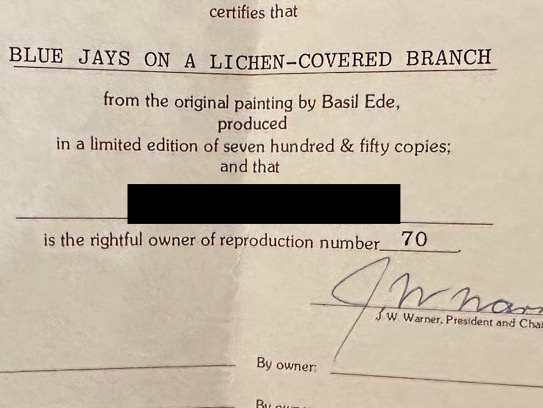 certifies that
BLUE JAYS ON A LICHEN-COVERED BRANCH
from the original painting by Basil Ede,
produced
in a limited edition of seven hundred & fifty copies;
and that
is the rightful owner of reproduction number 70
J. W. Warner, President and
By owner: